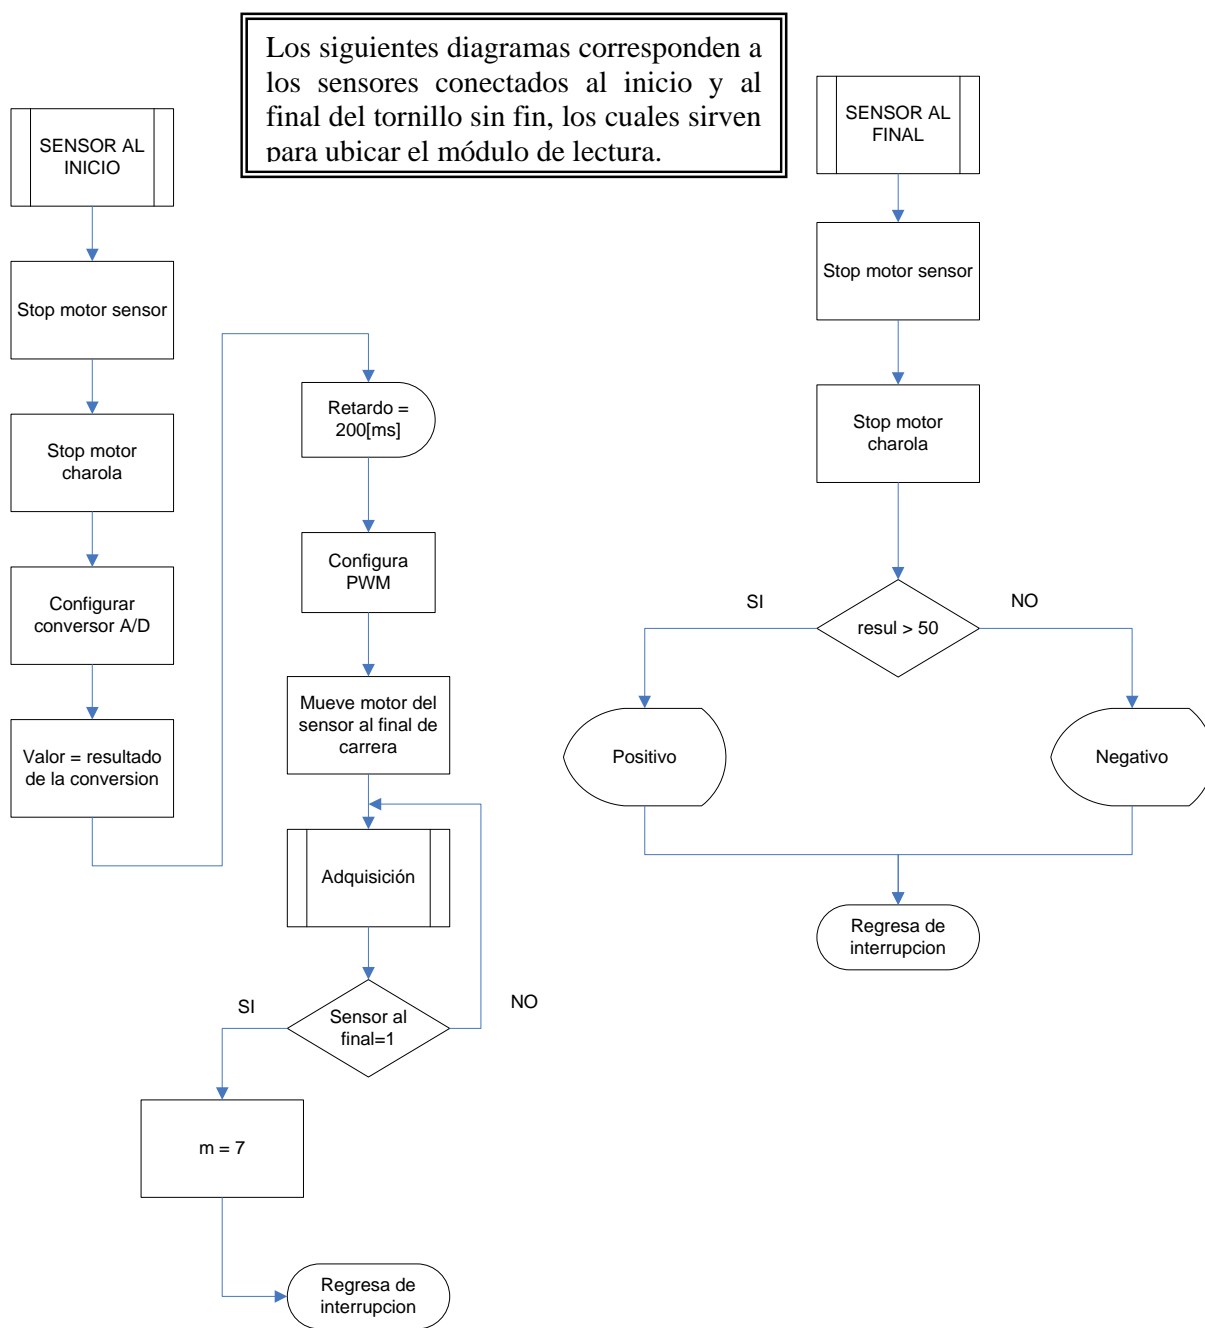 Los siguientes diagramas corresponden a
los sensores conectados al inicio y al
final del tornillo sin fin, los cuales sirven
para ubicar el módulo de lectura.
SENSOR AL
INICIO
Stop motor sensor
Stop motor
charola
Configurar
conversor A/D
Valor = resultado
de la conversion
Retardo =
200[ms]
Configura
PWM
Mueve motor del
sensor al final de
carrera
Adquisición
Sensor al
final=1
SI
NO
m = 7
Regresa de
interrupcion
SENSOR AL
FINAL
Stop motor sensor
Stop motor
charola
resul > 50
SI
NO
Positivo
Negativo
Regresa de
interrupcion